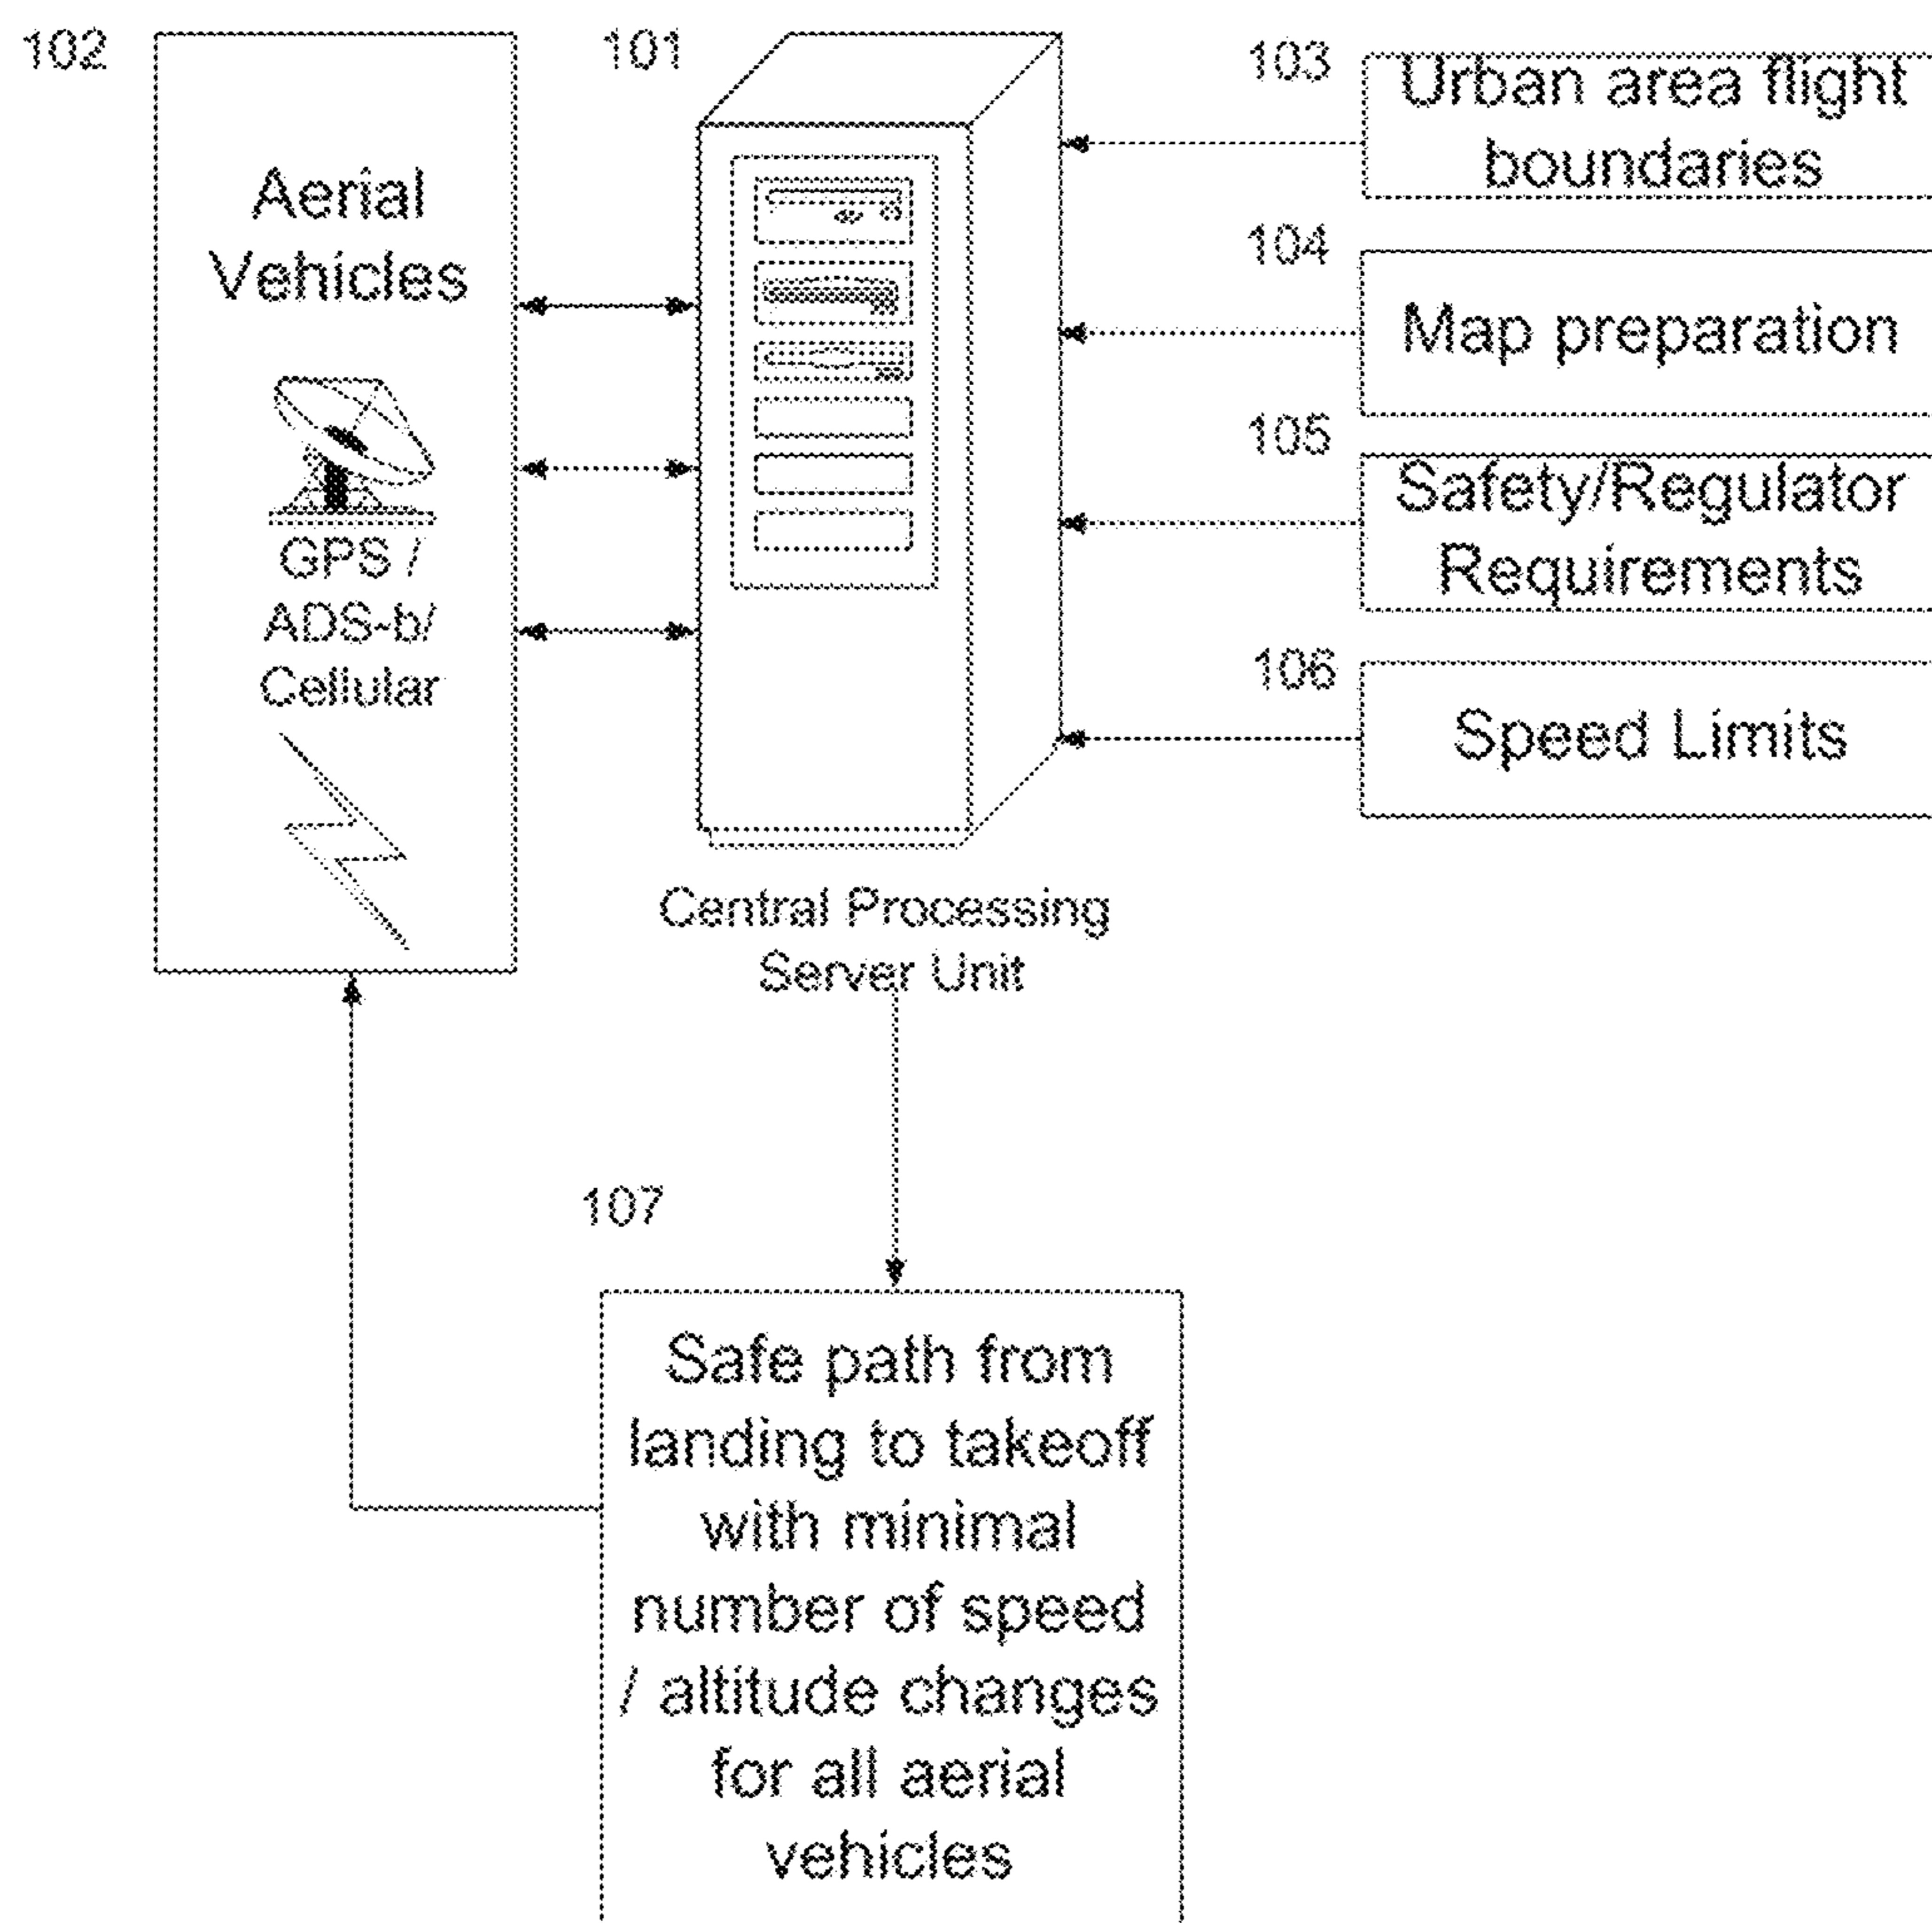 102
Aerial
Vehicles
GPS /
ADS-b/
Cellular
101
Central Processing
Server Unit
103
Urban area flight
boundaries
104
Map preparation
105
Safety/Regulator
Requirements
106
Speed Limits
107
Safe path from
landing to takeoff
with minimal
number of speed
/ altitude changes
for all aerial
vehicles